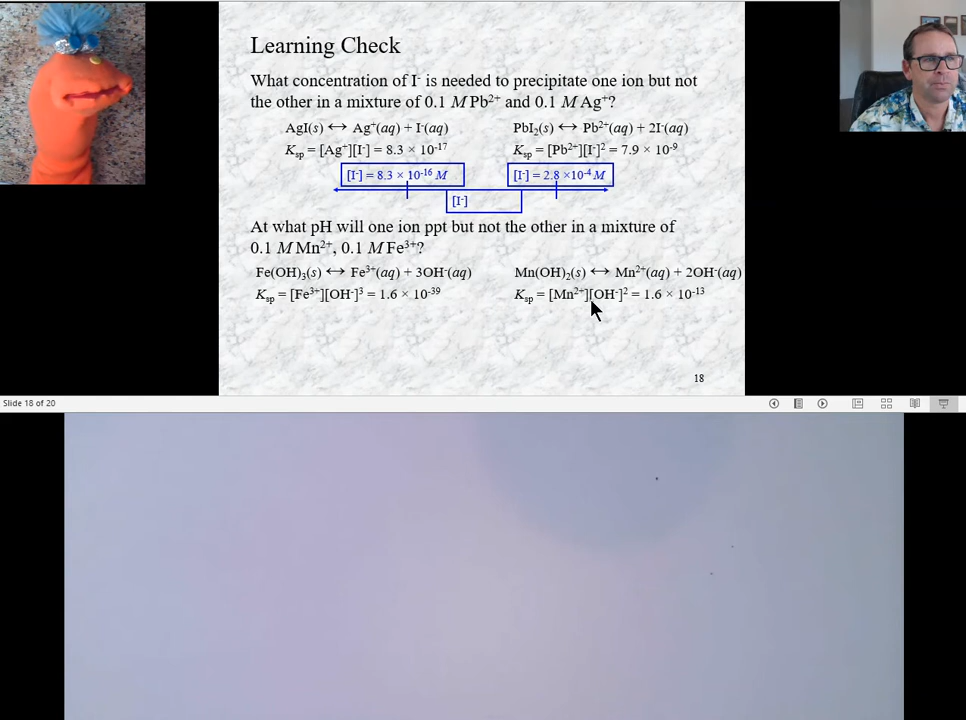 Learning Check
What concentration of I⁻ is needed to precipitate one ion but not
the other in a mixture of 0.1 M Pb²⁺ and 0.1 M Ag⁺?
AgI(s) ↔ Ag⁺(aq) + I⁻(aq)
Kₛₚ = [Ag⁺][I⁻] = 8.3 × 10⁻¹⁷
PbI₂(s) ↔ Pb²⁺(aq) + 2I⁻(aq)
Kₛₚ = [Pb²⁺][I⁻]² = 7.9 × 10⁻⁹
[I⁻] = 8.3 × 10⁻¹⁶ M
[I⁻] = 2.8 ×10⁻⁴ M
[I⁻]
At what pH will one ion ppt but not the other in a mixture of
0.1 M Mn²⁺, 0.1 M Fe³⁺?
Fe(OH)₃(s) ↔ Fe³⁺(aq) + 3OH⁻(aq)
Kₛₚ = [Fe³⁺][OH⁻]³ = 1.6 × 10⁻³⁹
Mn(OH)₂(s) ↔ Mn²⁺(aq) + 2OH⁻(aq)
Kₛₚ = [Mn²⁺][OH⁻]² = 1.6 × 10⁻¹³
18
Slide 18 of 20